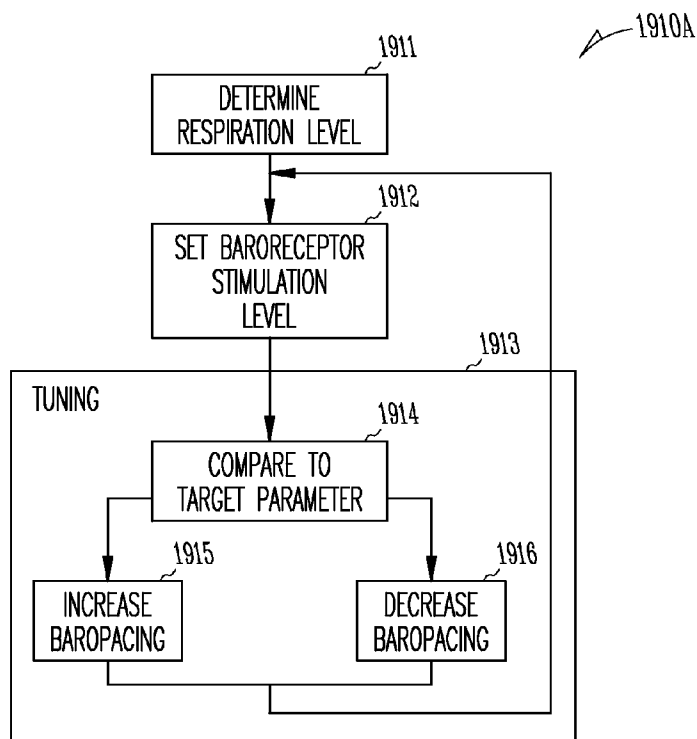 1910A
1911
DETERMINE
RESPIRATION LEVEL
1912
SET BARORECEPTOR
STIMULATION
LEVEL
1913
TUNING
1914
COMPARE TO
TARGET PARAMETER
1915
INCREASE
BAROPACING
1916
DECREASE
BAROPACING